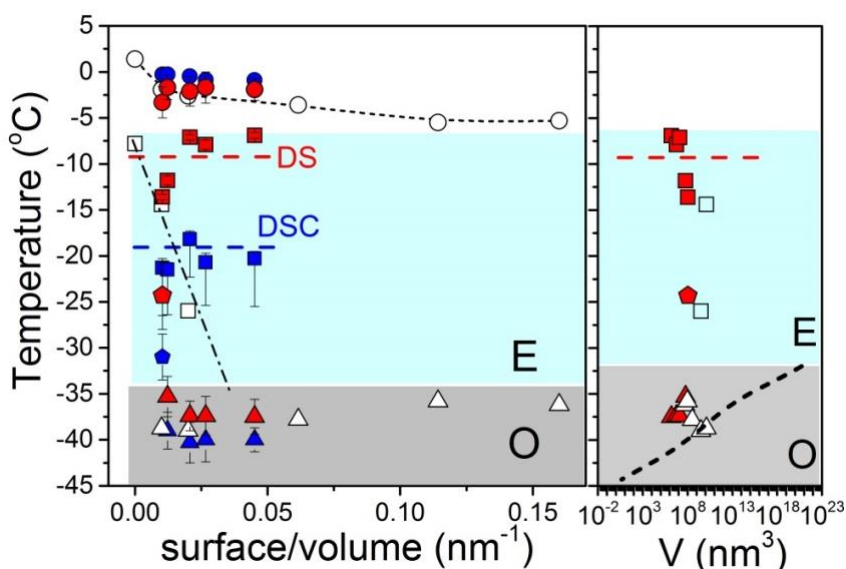 Temperature (°C)
5
0
-5
-10
-15
-20
-25
-30
-35
-40
-45
DS
DSC
E
O
0.00 0.05 0.10 0.15
surface/volume (nm⁻¹)
E
O
10⁻² 10³ 10⁸ 10¹³ 10¹⁸ 10²³
V (nm³)